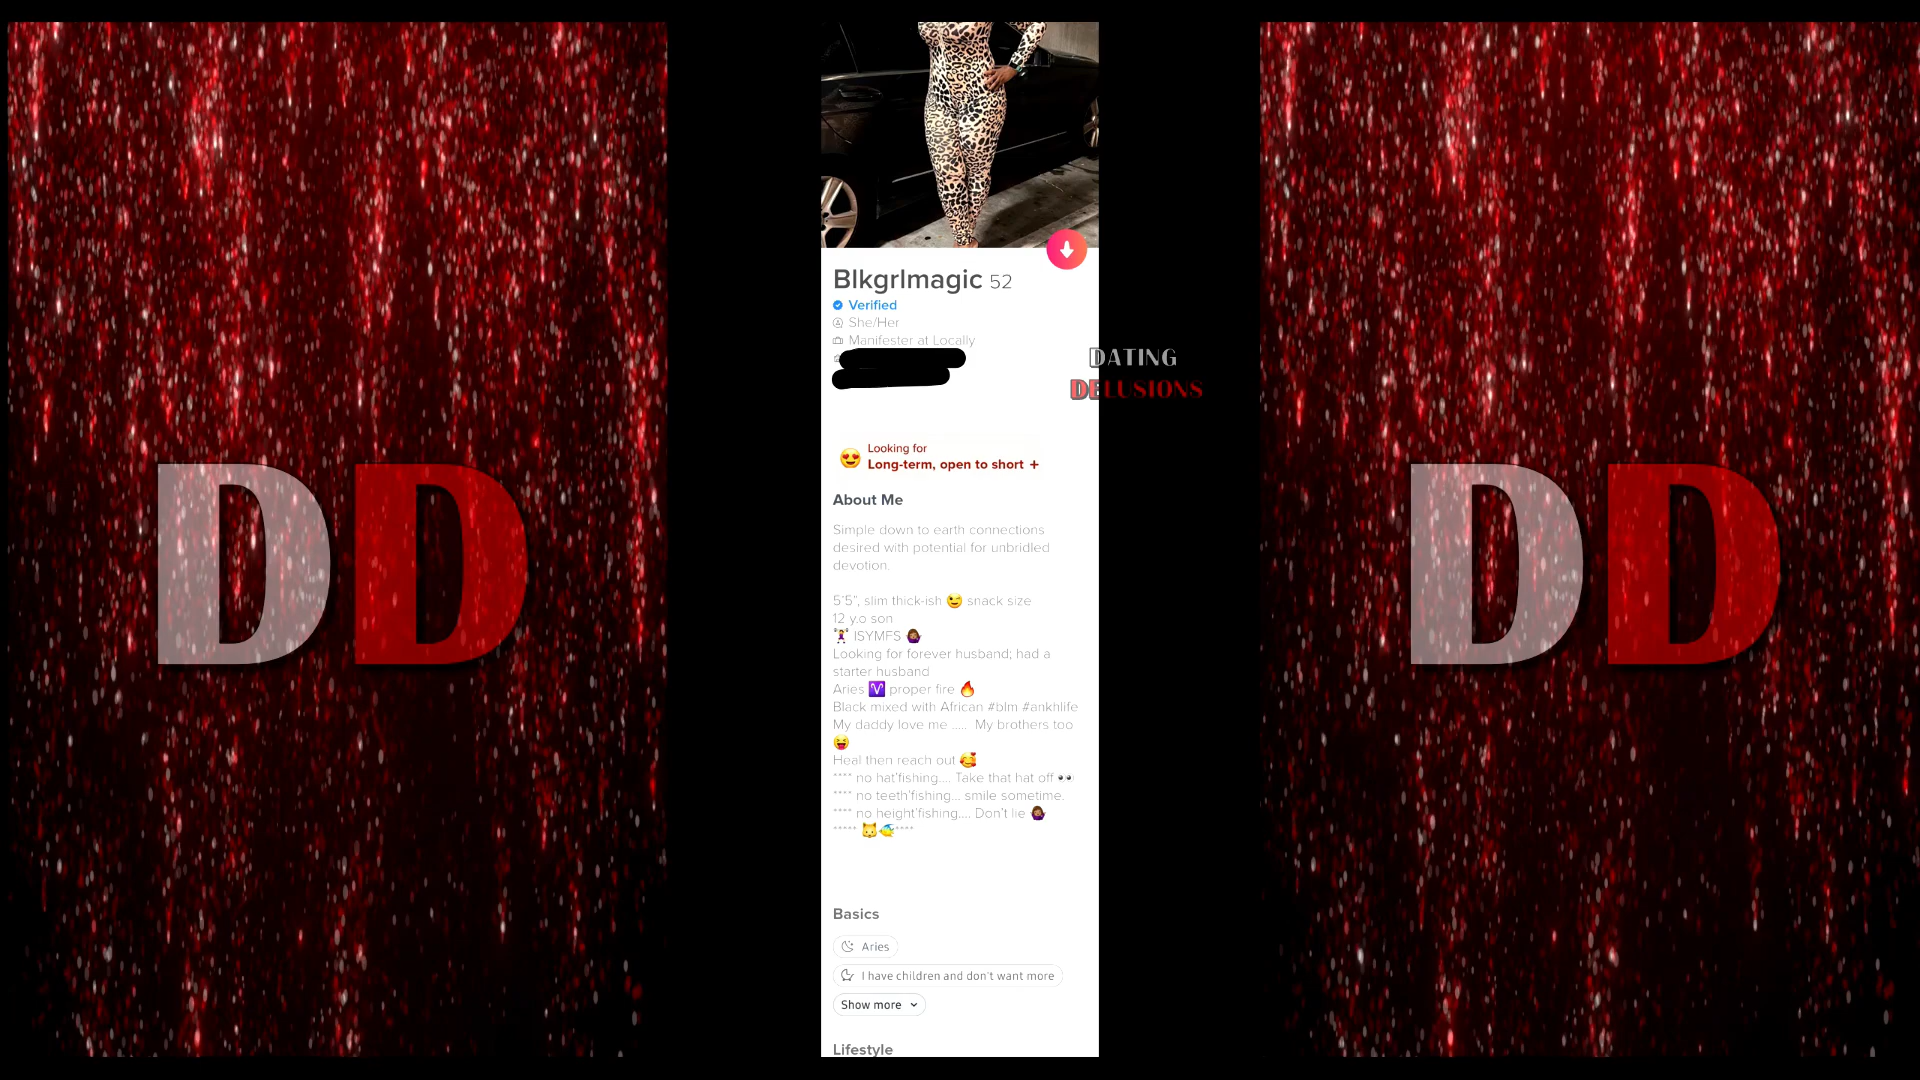 Blkgrlmagic 52
Verified
She/Her
Manifester at Locally
DATING
DELUSIONS
Looking for
Long-term, open to short +
About Me
Simple down to earth connections
desired with potential for unbridled
devotion.
5'5", slim thick-ish 😉 snack size
12 y.o son
🏋🏽‍♀️ ISYMFS 🤷🏾‍♀️
Looking for forever husband; had a
starter husband
Aries ♈ proper fire 🔥
Black mixed with African #blm #ankhlife
My daddy love me ..... My brothers too
😝
Heal then reach out 🥰
**** no hat'fishing.... Take that hat off 👀
**** no teeth'fishing... smile sometime.
**** no height'fishing.... Don't lie 🤷🏾‍♀️
***** 🐱🐠****
Basics
Aries
I have children and don't want more
Show more
Lifestyle
DD
DD